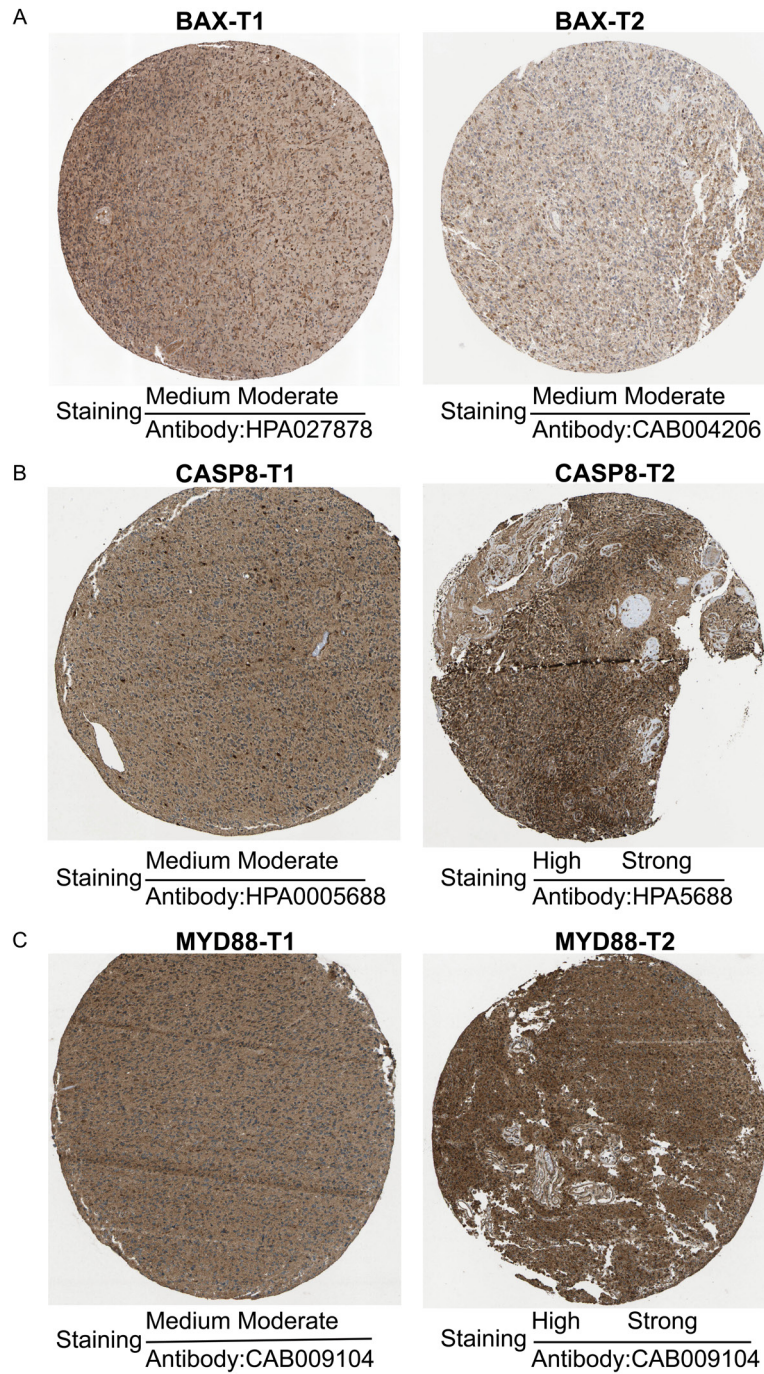 A
BAX-T1
BAX-T2
Staining
Medium Moderate
Antibody:HPA027878
Staining
Medium Moderate
Antibody:CAB004206
B
CASP8-T1
CASP8-T2
Staining
Medium Moderate
Antibody:HPA0005688
Staining
High Strong
Antibody:HPA5688
C
MYD88-T1
MYD88-T2
Staining
Medium Moderate
Antibody:CAB009104
Staining
High Strong
Antibody:CAB009104